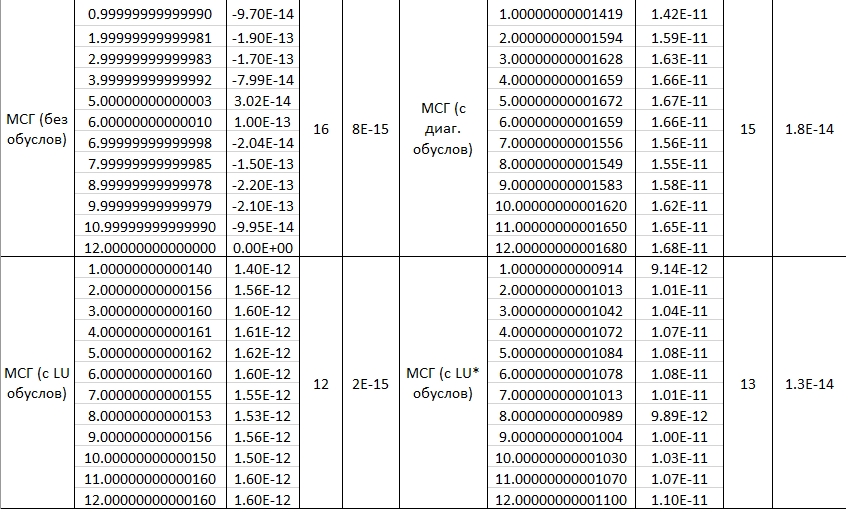 МСГ (без обуслов)
0.99999999999990 -9.70E-14
1.99999999999981 -1.90E-13
2.99999999999983 -1.70E-13
3.99999999999992 -7.99E-14
5.00000000000003 3.02E-14
6.00000000000010 1.00E-13
6.99999999999998 -2.04E-14
7.99999999999985 -1.50E-13
8.99999999999978 -2.20E-13
9.99999999999979 -2.10E-13
10.99999999999990 -9.95E-14
12.00000000000000 0.00E+00
16
8E-15
МСГ (с диаг. обуслов)
1.00000000001419 1.42E-11
2.00000000001594 1.59E-11
3.00000000001628 1.63E-11
4.00000000001659 1.66E-11
5.00000000001672 1.67E-11
6.00000000001659 1.66E-11
7.00000000001556 1.56E-11
8.00000000001549 1.55E-11
9.00000000001583 1.58E-11
10.00000000001620 1.62E-11
11.00000000001650 1.65E-11
12.00000000001680 1.68E-11
15
1.8E-14
МСГ (с LU обуслов)
1.00000000000140 1.40E-12
2.00000000000156 1.56E-12
3.00000000000160 1.60E-12
4.00000000000161 1.61E-12
5.00000000000162 1.62E-12
6.00000000000160 1.60E-12
7.00000000000155 1.55E-12
8.00000000000153 1.53E-12
9.00000000000156 1.56E-12
10.00000000000150 1.50E-12
11.00000000000160 1.60E-12
12.00000000000160 1.60E-12
12
2E-15
МСГ (с LU* обуслов)
1.00000000000914 9.14E-12
2.00000000001013 1.01E-11
3.00000000001042 1.04E-11
4.00000000001072 1.07E-11
5.00000000001084 1.08E-11
6.00000000001078 1.08E-11
7.00000000001013 1.01E-11
8.00000000000989 9.89E-12
9.00000000001004 1.00E-11
10.00000000001030 1.03E-11
11.00000000001070 1.07E-11
12.00000000001100 1.10E-11
13
1.3E-14